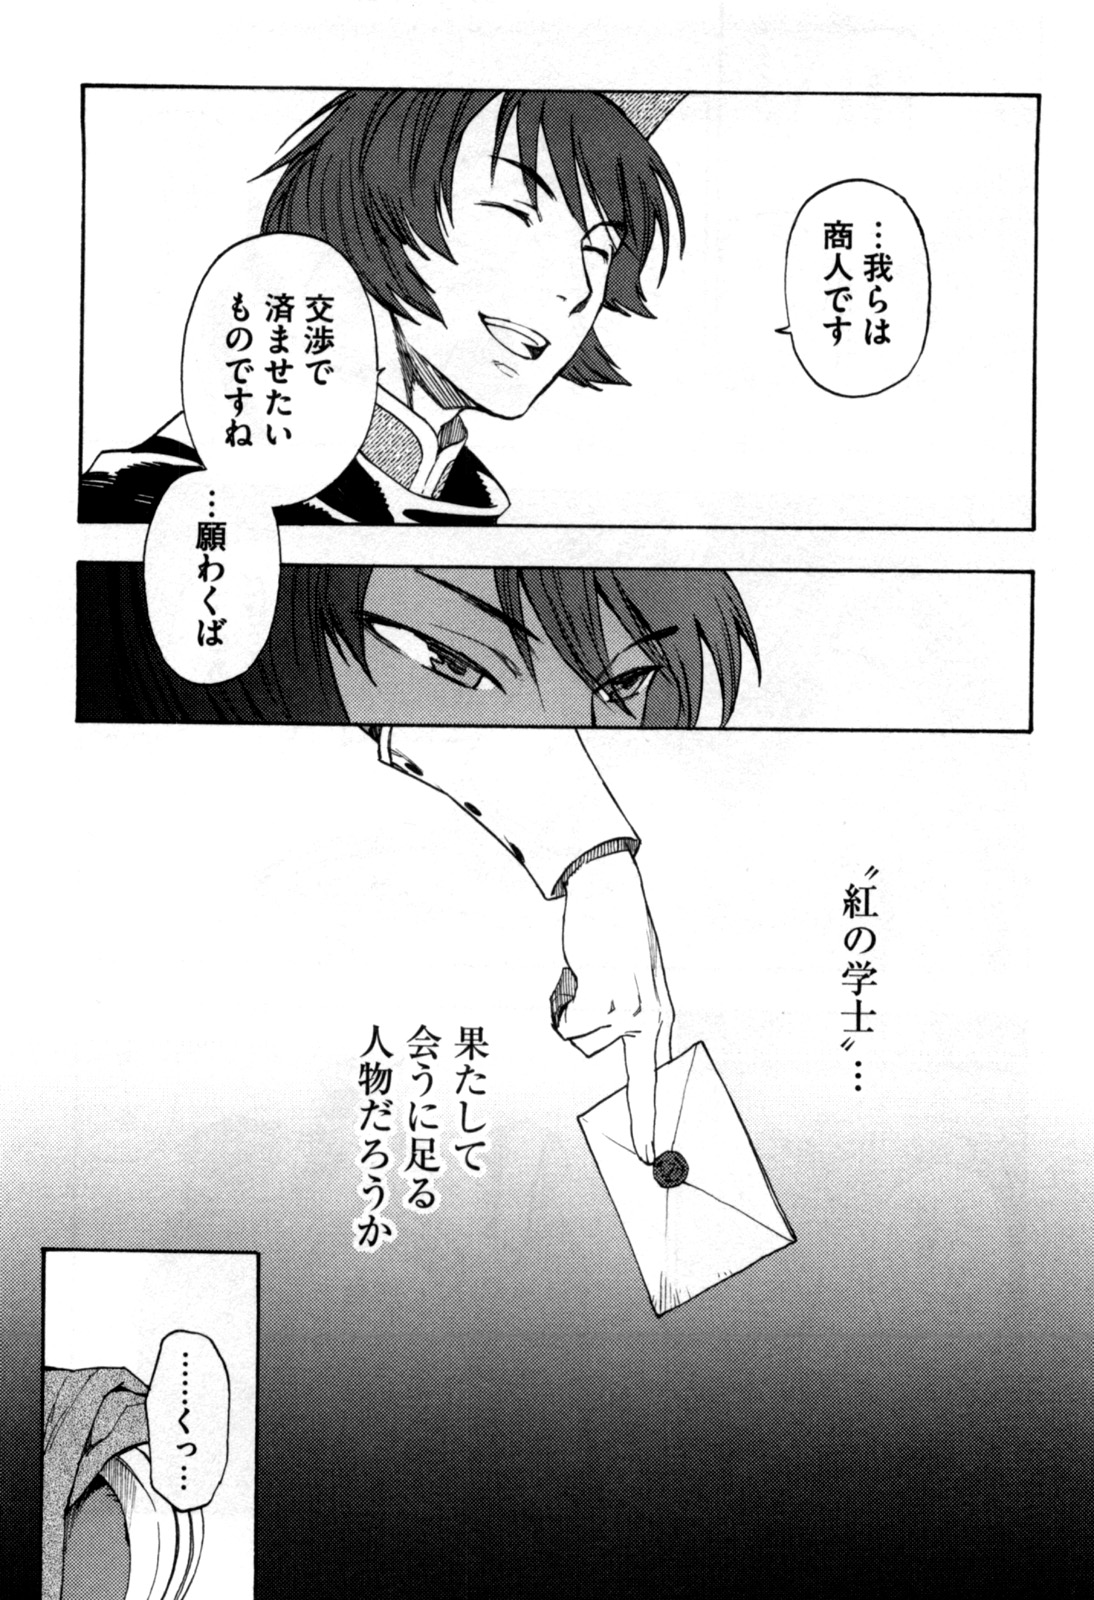 …我らは
商人です
交渉で
済ませたい
ものですね
…願わくば
〝紅の学士〟…
果たして
会うに足る
人物だろうか
……くっ…